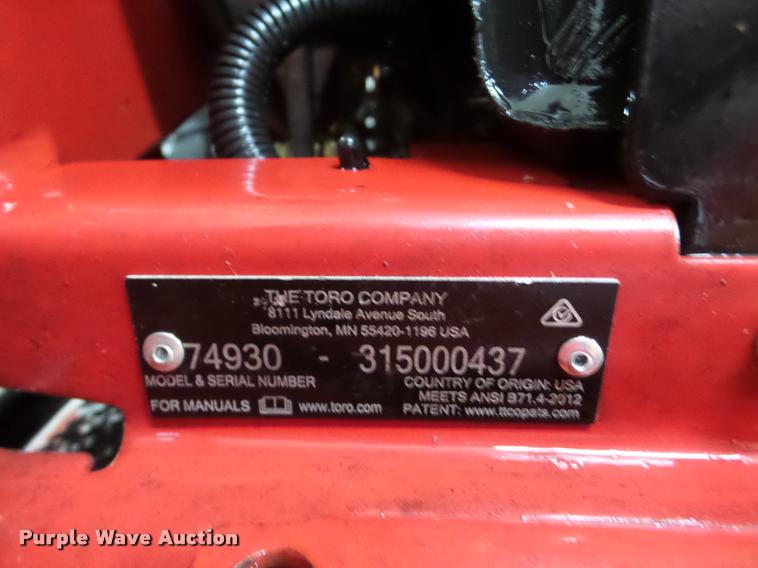 THE TORO COMPANY
8111 Lyndale Avenue South
Bloomington, MN 55420-1196 USA
74930 - 315000437
MODEL & SERIAL NUMBER
COUNTRY OF ORIGIN: USA
MEETS ANSI B71.4-2012
FOR MANUALS www.toro.com
PATENT: www.ttcopats.com
Purple Wave Auction